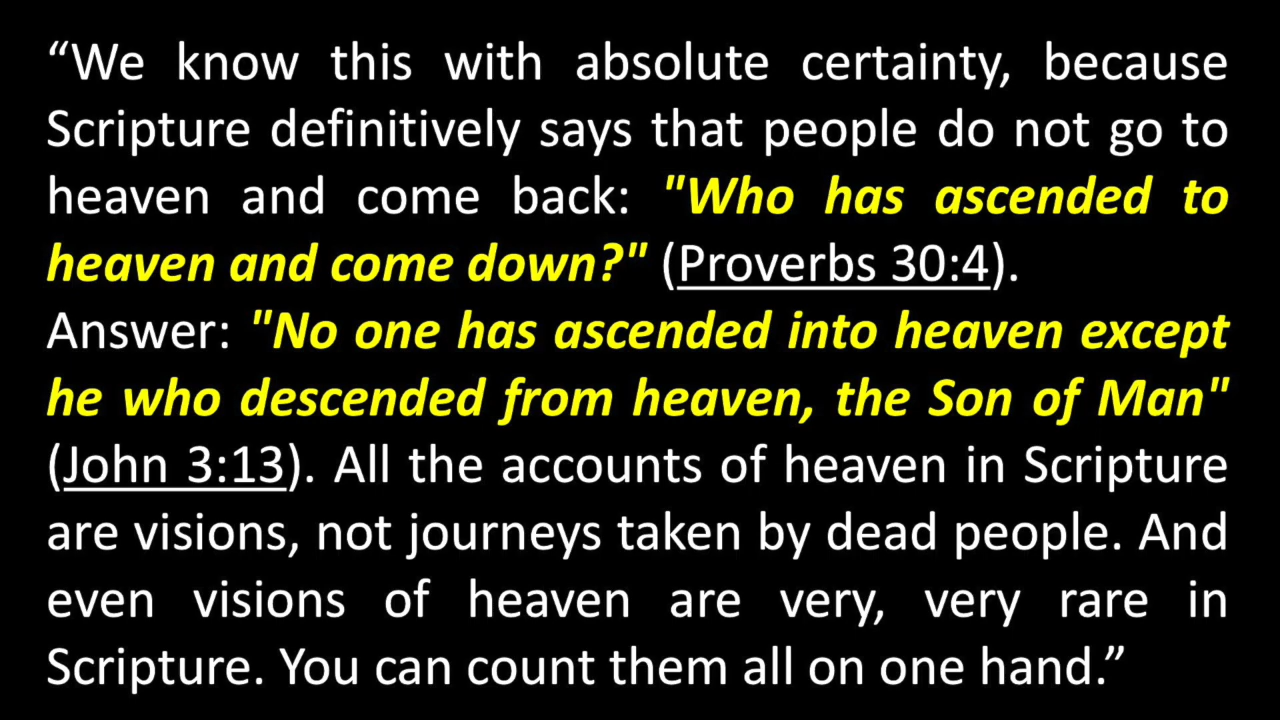 “We know this with absolute certainty, because
Scripture definitively says that people do not go to
heaven and come back: "Who has ascended to
heaven and come down?" (Proverbs 30:4).
Answer: "No one has ascended into heaven except
he who descended from heaven, the Son of Man"
(John 3:13). All the accounts of heaven in Scripture
are visions, not journeys taken by dead people. And
even visions of heaven are very, very rare in
Scripture. You can count them all on one hand.”